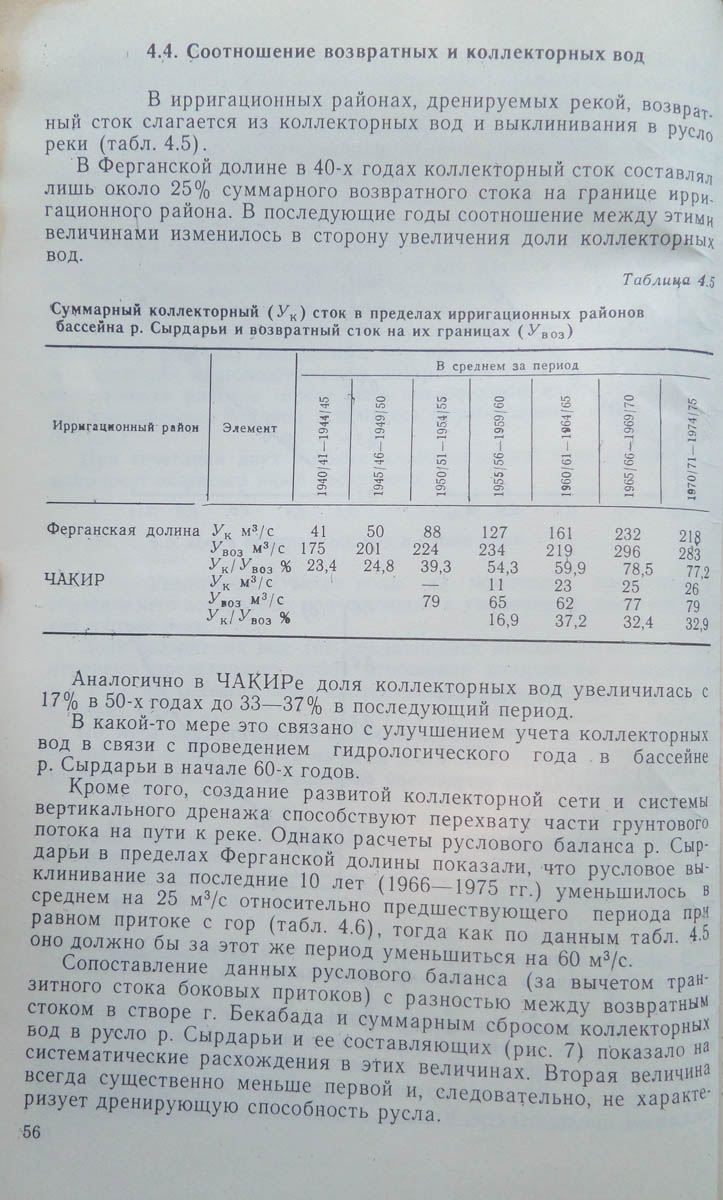 4.4. Соотношение возвратных и коллекторных вод
В ирригационных районах, дренируемых рекой, возврат-
ный сток слагается из коллекторных вод и выклинивания в русло
реки (табл. 4.5).
В Ферганской долине в 40-х годах коллекторный сток составлял
лишь около 25% суммарного возвратного стока на границе ирри-
гационного района. В последующие годы соотношение между этими
величинами изменилось в сторону увеличения доли коллекторных
вод.
Таблица 4.5
Суммарный коллекторный (Ук) сток в пределах ирригационных районов
бассейна р. Сырдарьи и возвратный сток на их границах (Увоз)
Ирригационный район Элемент В среднем за период
1940/41—1944/45 1945/46—1949/50 1950/51—1954/55 1955/56—1959/60 1960/61—1964/65 1965/66—1969/70 1970/71—1974/75
Ферганская долина Ук м³/с 41 50 88 127 161 232 218
Увоз м³/с 175 201 224 234 219 296 283
Ук/Увоз % 23,4 24,8 39,3 54,3 59,9 78,5 77,2
ЧАКИР Ук м³/с — 11 23 25 26
Увоз м³/с 79 65 62 77 79
Ук/Увоз % 16,9 37,2 32,4 32,9
Аналогично в ЧАКИРе доля коллекторных вод увеличилась с
17% в 50-х годах до 33—37% в последующий период.
В какой-то мере это связано с улучшением учета коллекторных
вод в связи с проведением гидрологического года в бассейне
р. Сырдарьи в начале 60-х годов.
Кроме того, создание развитой коллекторной сети и системы
вертикального дренажа способствуют перехвату части грунтового
потока на пути к реке. Однако расчеты руслового баланса р. Сыр-
дарьи в пределах Ферганской долины показали, что русловое вы-
клинивание за последние 10 лет (1966—1975 гг.) уменьшилось в
среднем на 25 м³/с относительно предшествующего периода при
равном притоке с гор (табл. 4.6), тогда как по данным табл. 4.5
оно должно бы за этот же период уменьшиться на 60 м³/с.
Сопоставление данных руслового баланса (за вычетом тран-
зитного стока боковых притоков) с разностью между возвратным
стоком в створе г. Бекабада и суммарным сбросом коллекторных
вод в русло р. Сырдарьи и ее составляющих (рис. 7) показало на
систематические расхождения в этих величинах. Вторая величина
всегда существенно меньше первой и, следовательно, не характе-
ризует дренирующую способность русла.
56